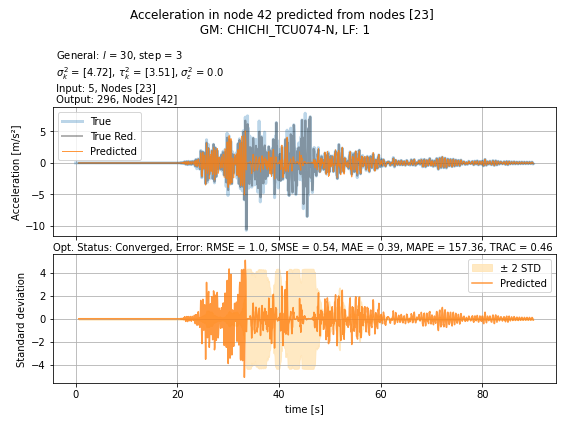 Acceleration in node 42 predicted from nodes [23]
GM: CHICHI_TCU074-N, LF: 1
General: l = 30, step = 3
σ²ₖ = [4.72], τ²ₖ = [3.51], σ²ε = 0.0
Input: 5, Nodes [23]
Output: 296, Nodes [42]
True
True Red.
Predicted
Acceleration [m/s²]
5
0
−5
−10
Opt. Status: Converged, Error: RMSE = 1.0, SMSE = 0.54, MAE = 0.39, MAPE = 157.36, TRAC = 0.46
± 2 STD
Predicted
Standard deviation
4
2
0
−2
−4
0 20 40 60 80
time [s]